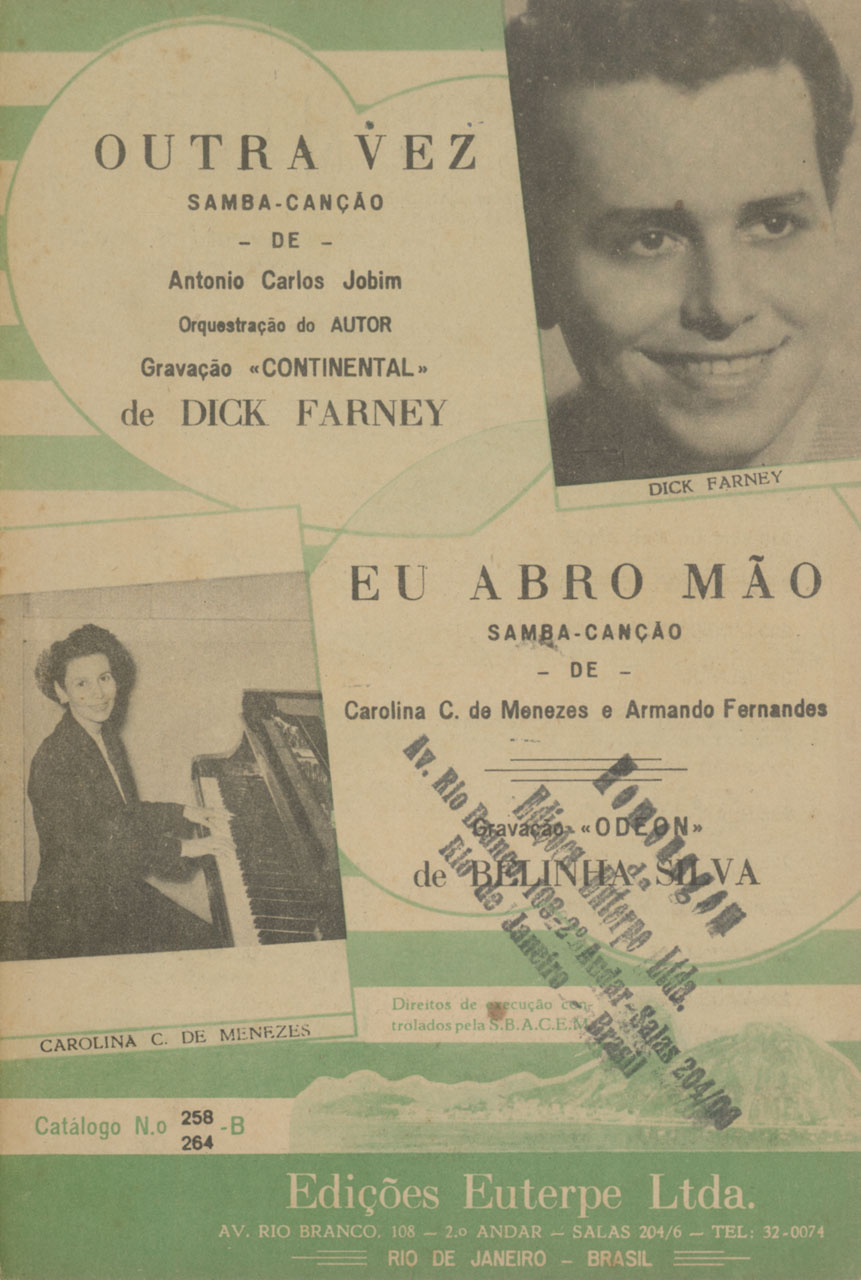 OUTRA VEZ
SAMBA-CANÇÃO
- DE -
Antonio Carlos Jobim
Orquestração do AUTOR
Gravação «CONTINENTAL»
de DICK FARNEY
DICK FARNEY
EU ABRO MÃO
SAMBA-CANÇÃO
- DE -
Carolina C. de Menezes e Armando Fernandes
Gravação «ODEON»
de BELINHA SILVA
Homenagem
da
Edições Euterpe Ltda.
Av. Rio Branco, 108-2º Andar-Salas 204/06
Rio de Janeiro - Brasil
CAROLINA C. DE MENEZES
Direitos de execução con-
trolados pela S.B.A.C.E.M.
Catálogo N.o 258 -B
264
Edições Euterpe Ltda.
AV. RIO BRANCO, 108 — 2.o ANDAR — SALAS 204/6 — TEL: 32-0074
RIO DE JANEIRO - BRASIL